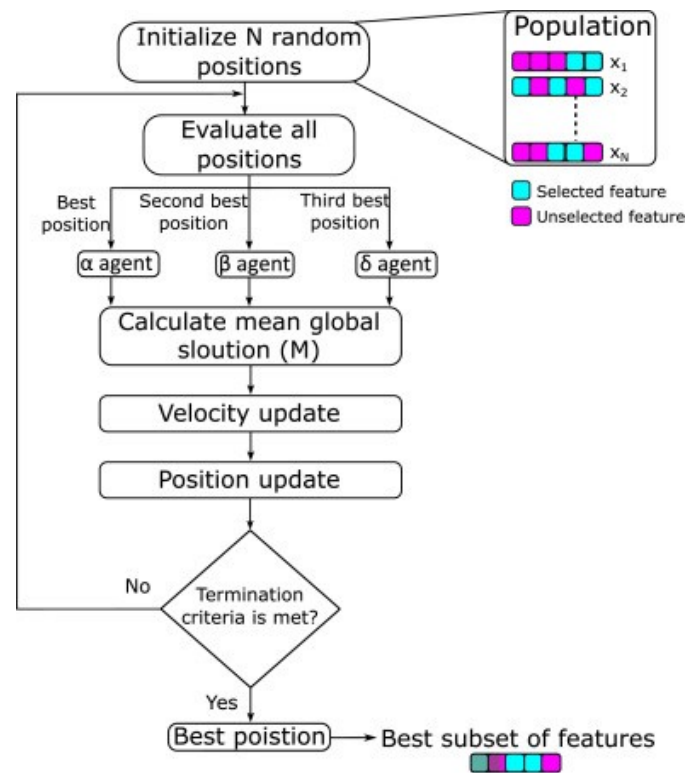 Initialize N random
positions
Population
x1
x2
xN
Selected feature
Unselected feature
Evaluate all
positions
Best
position
Second best
position
Third best
position
α agent
β agent
δ agent
Calculate mean global
sloution (M)
Velocity update
Position update
No
Termination
criteria is met?
Yes
Best poistion
Best subset of features